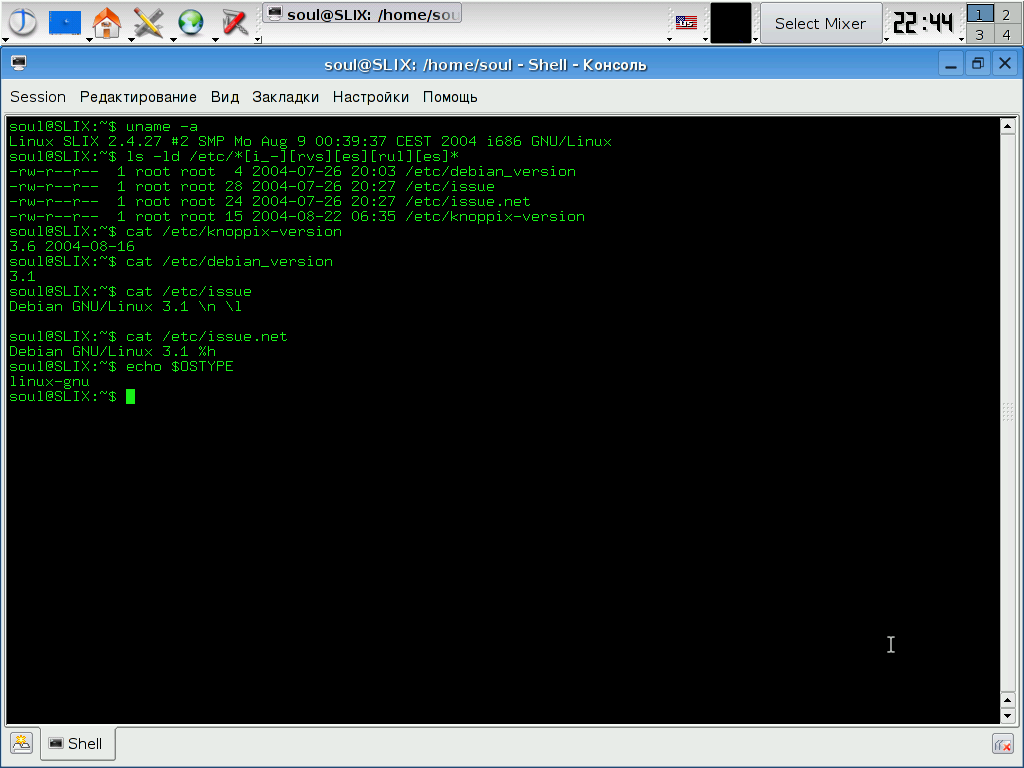 soul@SLIX: /home/sou
Select Mixer
22:44
1 2
3 4
soul@SLIX: /home/soul - Shell - Консоль
Session Редактирование Вид Закладки Настройки Помощь
soul@SLIX:~$ uname -a
Linux SLIX 2.4.27 #2 SMP Mo Aug 9 00:39:37 CEST 2004 i686 GNU/Linux
soul@SLIX:~$ ls -ld /etc/*[i_-][rvs][es][rul][es]*
-rw-r--r--  1 root root  4 2004-07-26 20:03 /etc/debian_version
-rw-r--r--  1 root root 28 2004-07-26 20:27 /etc/issue
-rw-r--r--  1 root root 24 2004-07-26 20:27 /etc/issue.net
-rw-r--r--  1 root root 15 2004-08-22 06:35 /etc/knoppix-version
soul@SLIX:~$ cat /etc/knoppix-version
3.6 2004-08-16
soul@SLIX:~$ cat /etc/debian_version
3.1
soul@SLIX:~$ cat /etc/issue
Debian GNU/Linux 3.1 \n \l
soul@SLIX:~$ cat /etc/issue.net
Debian GNU/Linux 3.1 %h
soul@SLIX:~$ echo $OSTYPE
linux-gnu
soul@SLIX:~$
Shell